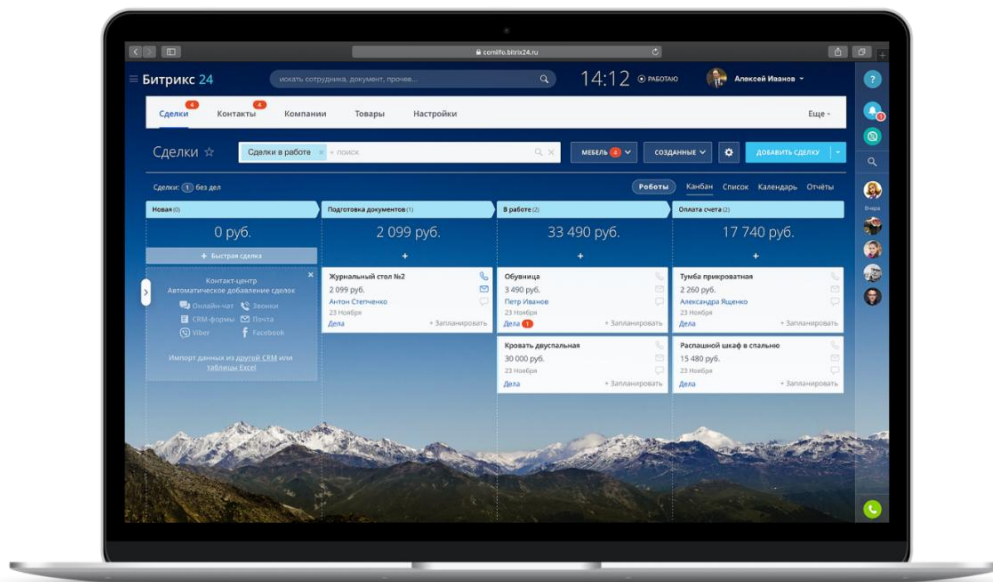 comlifo.bitrix24.ru
Битрикс 24
искать сотрудника, документ, прочее...
14:12
РАБОТАЮ
Алексей Иванов
?
Сделки
4
Контакты
4
Компании
Товары
Настройки
Еще
Сделки
Сделки в работе ×
+ поиск
МЕБЕЛЬ 4
СОЗДАННЫЕ
ДОБАВИТЬ СДЕЛКУ
Сделки: 1 без дел
Роботы
Канбан
Список
Календарь
Отчёты
Вчера
Новая (0)
0 руб.
+ Быстрая сделка
Контакт-центр
Автоматическое добавление сделок
Онлайн-чат
Звонки
CRM-формы
Почта
Viber
Facebook
Импорт данных из другой CRM или
таблицы Excel
Подготовка документов (1)
2 099 руб.
+
Журнальный стол №2
2 099 руб.
Антон Степченко
23 Ноября
Дела
+ Запланировать
В работе (2)
33 490 руб.
+
Обувница
3 490 руб.
Петр Иванов
23 Ноября
Дела 1
+ Запланировать
Кровать двуспальная
30 000 руб.
23 Ноября
Дела
+ Запланировать
Оплата счета (2)
17 740 руб.
+
Тумба прикроватная
2 260 руб.
Александра Ященко
23 Ноября
Дела
+ Запланировать
Распашной шкаф в спальню
15 480 руб.
23 Ноября
Дела
+ Запланировать